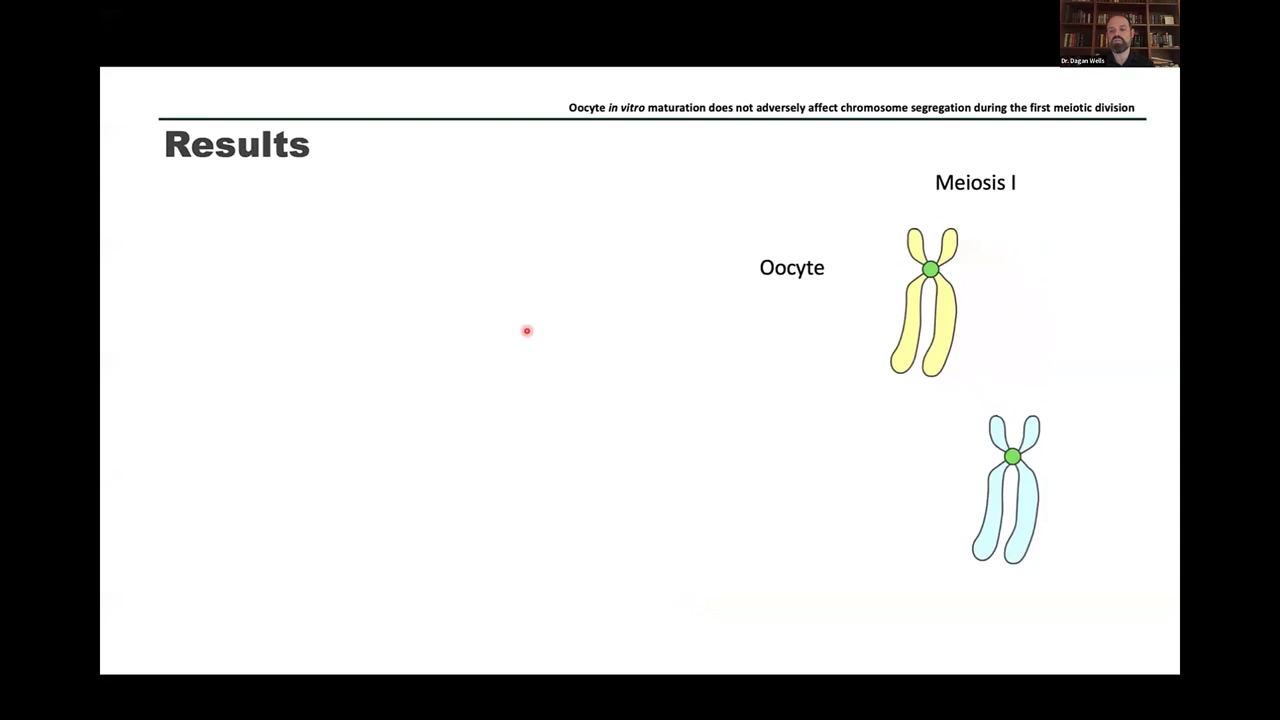 Dr. Dagan Wells
Oocyte in vitro maturation does not adversely affect chromosome segregation during the first meiotic division
Results
Meiosis I
Oocyte